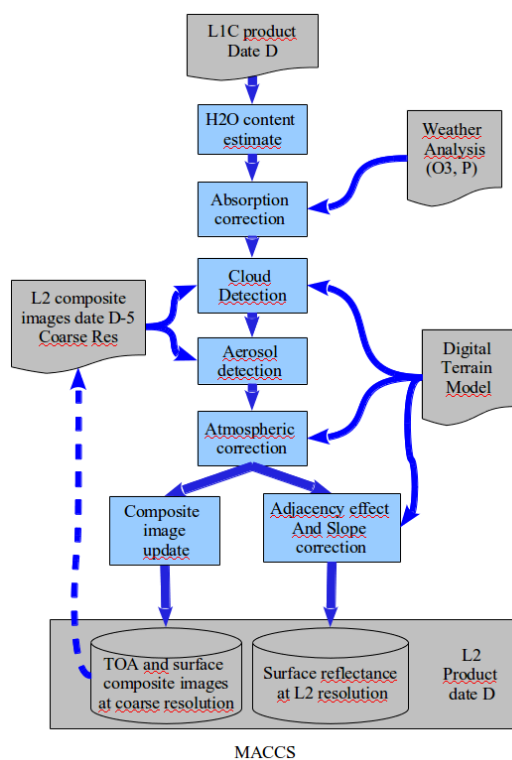 L1C product
Date D
H2O content
estimate
Weather
Analysis
(O3, P)
Absorption
correction
Cloud
Detection
L2 composite
images date D-5
Coarse Res
Aerosol
detection
Digital
Terrain
Model
Atmospheric
correction
Composite
image
update
Adjacency effect
And Slope
correction
TOA and surface
composite images
at coarse resolution
Surface reflectance
at L2 resolution
L2
Product
date D
MACCS